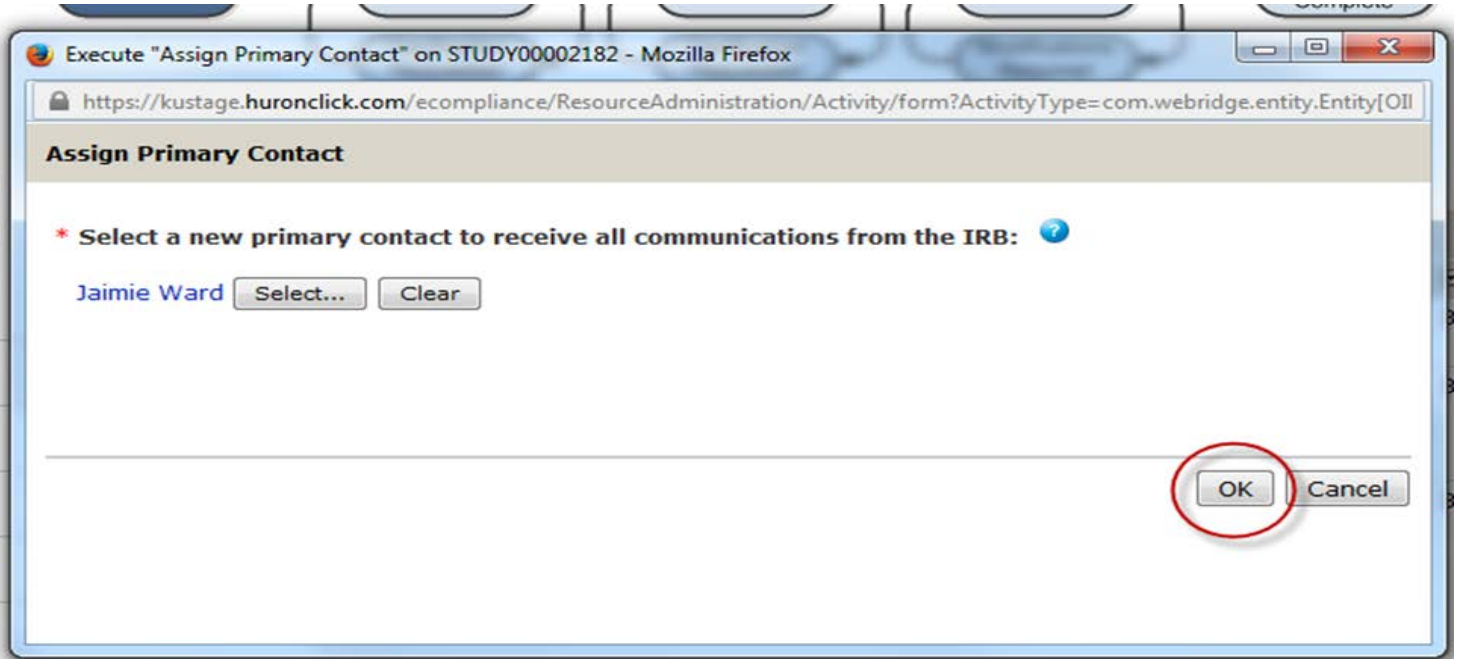 Complete
Execute "Assign Primary Contact" on STUDY00002182 - Mozilla Firefox
https://kustage.huronclick.com/ecompliance/ResourceAdministration/Activity/form?ActivityType=com.webridge.entity.Entity[OII
Assign Primary Contact
* Select a new primary contact to receive all communications from the IRB: ?
Jaimie Ward Select... Clear
OK Cancel